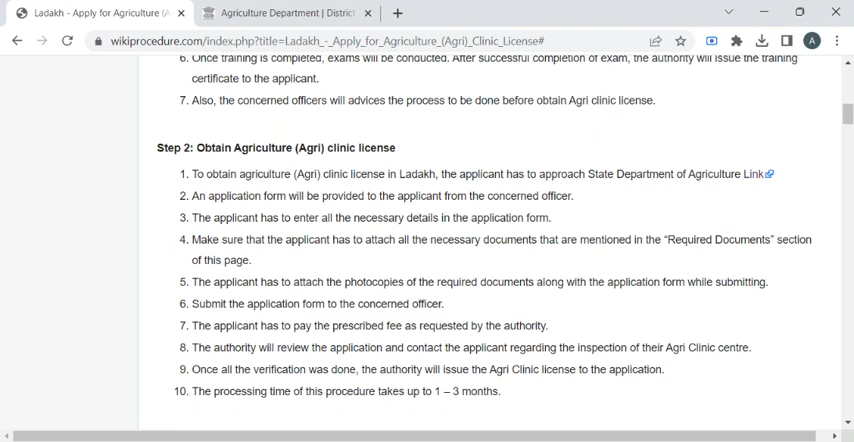 Ladakh - Apply for Agriculture (A
Agriculture Department | District
wikiprocedure.com/index.php?title=Ladakh_-_Apply_for_Agriculture_(Agri)_Clinic_License#
A
6. Once training is completed, exams will be conducted. After successful completion of exam, the authority will issue the training
certificate to the applicant.
7. Also, the concerned officers will advices the process to be done before obtain Agri clinic license.
Step 2: Obtain Agriculture (Agri) clinic license
1. To obtain agriculture (Agri) clinic license in Ladakh, the applicant has to approach State Department of Agriculture Link
2. An application form will be provided to the applicant from the concerned officer.
3. The applicant has to enter all the necessary details in the application form.
4. Make sure that the applicant has to attach all the necessary documents that are mentioned in the “Required Documents” section
of this page.
5. The applicant has to attach the photocopies of the required documents along with the application form while submitting.
6. Submit the application form to the concerned officer.
7. The applicant has to pay the prescribed fee as requested by the authority.
8. The authority will review the application and contact the applicant regarding the inspection of their Agri Clinic centre.
9. Once all the verification was done, the authority will issue the Agri Clinic license to the application.
10. The processing time of this procedure takes up to 1 – 3 months.